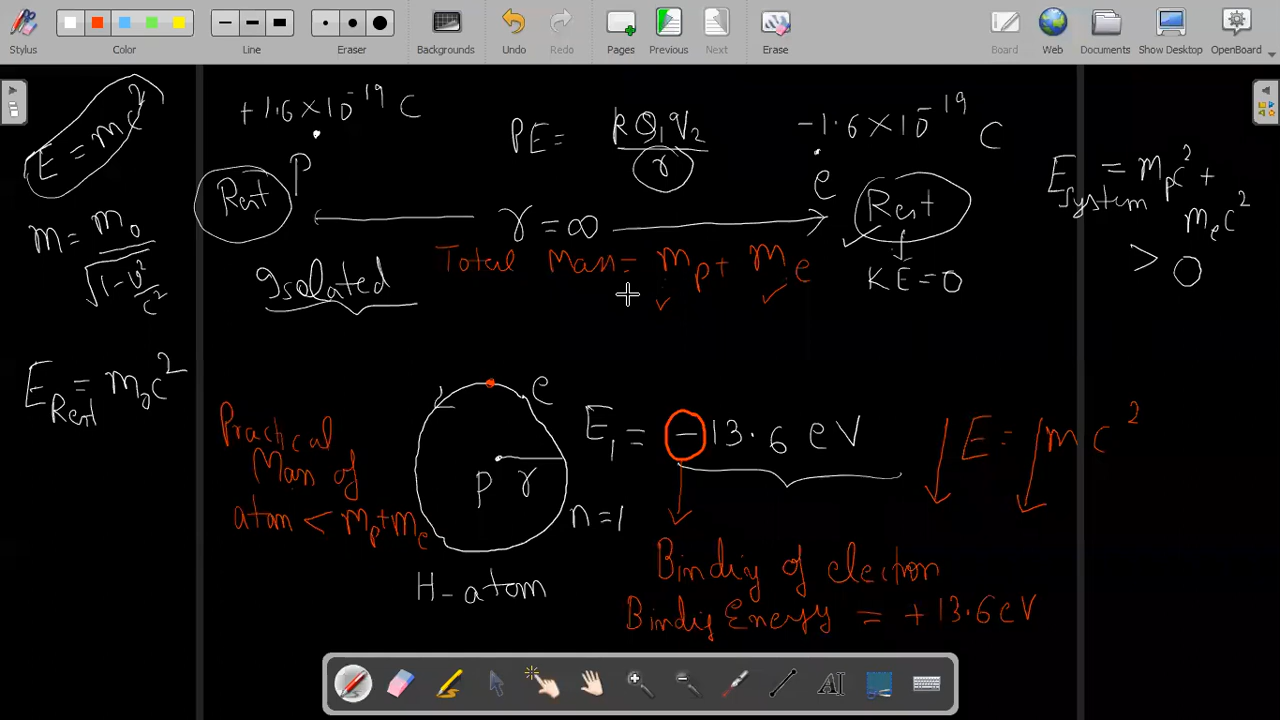 Stylus
Color
Line
Eraser
Backgrounds
Undo
Redo
Pages
Previous
Next
Erase
Board
Web
Documents
Show Desktop
OpenBoard
E = mc²
m = m₀/√(1-v²/c²)
E_Rest = m₀c²
+1.6×10⁻¹⁹ C
Rest
P
PE = kQ₁q₂/r
-1.6×10⁻¹⁹ C
e
Rest
r = ∞
KE = 0
Isolated
Total Mass = mₚ + mₑ
E_system = mₚc² +
mₑc²
> 0
Practical
Mass of
atom < mₚ+mₑ
e
P r
n=1
H-atom
E₁ = -13.6 eV
E = mc²
Bindiy of electron
Bindig Energy = +13.6 eV